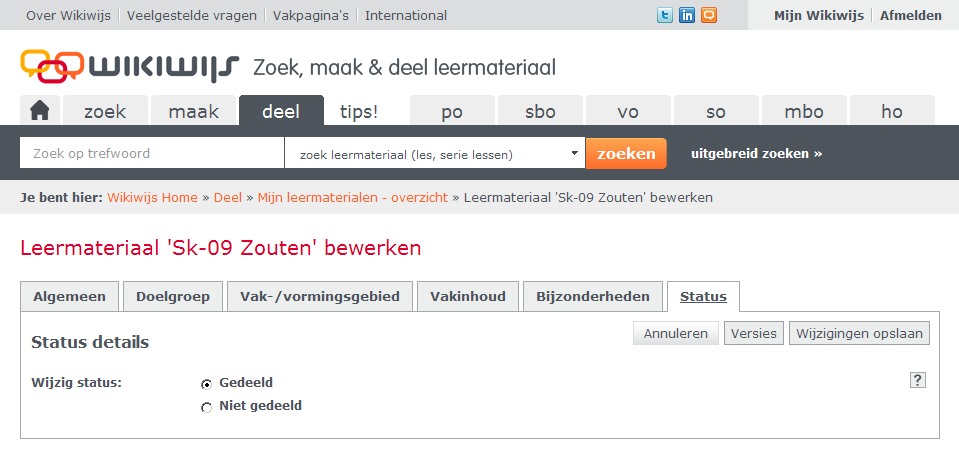 Over Wikiwijs Veelgestelde vragen Vakpagina's International Mijn Wikiwijs Afmelden
wikiwijs Zoek, maak & deel leermateriaal
zoek maak deel tips! po sbo vo so mbo ho
Zoek op trefwoord zoek leermateriaal (les, serie lessen) zoeken uitgebreid zoeken »
Je bent hier: Wikiwijs Home » Deel » Mijn leermaterialen - overzicht » Leermateriaal 'Sk-09 Zouten' bewerken
Leermateriaal 'Sk-09 Zouten' bewerken
Algemeen Doelgroep Vak-/vormingsgebied Vakinhoud Bijzonderheden Status
Status details Annuleren Versies Wijzigingen opslaan
Wijzig status: Gedeeld ?
Niet gedeeld